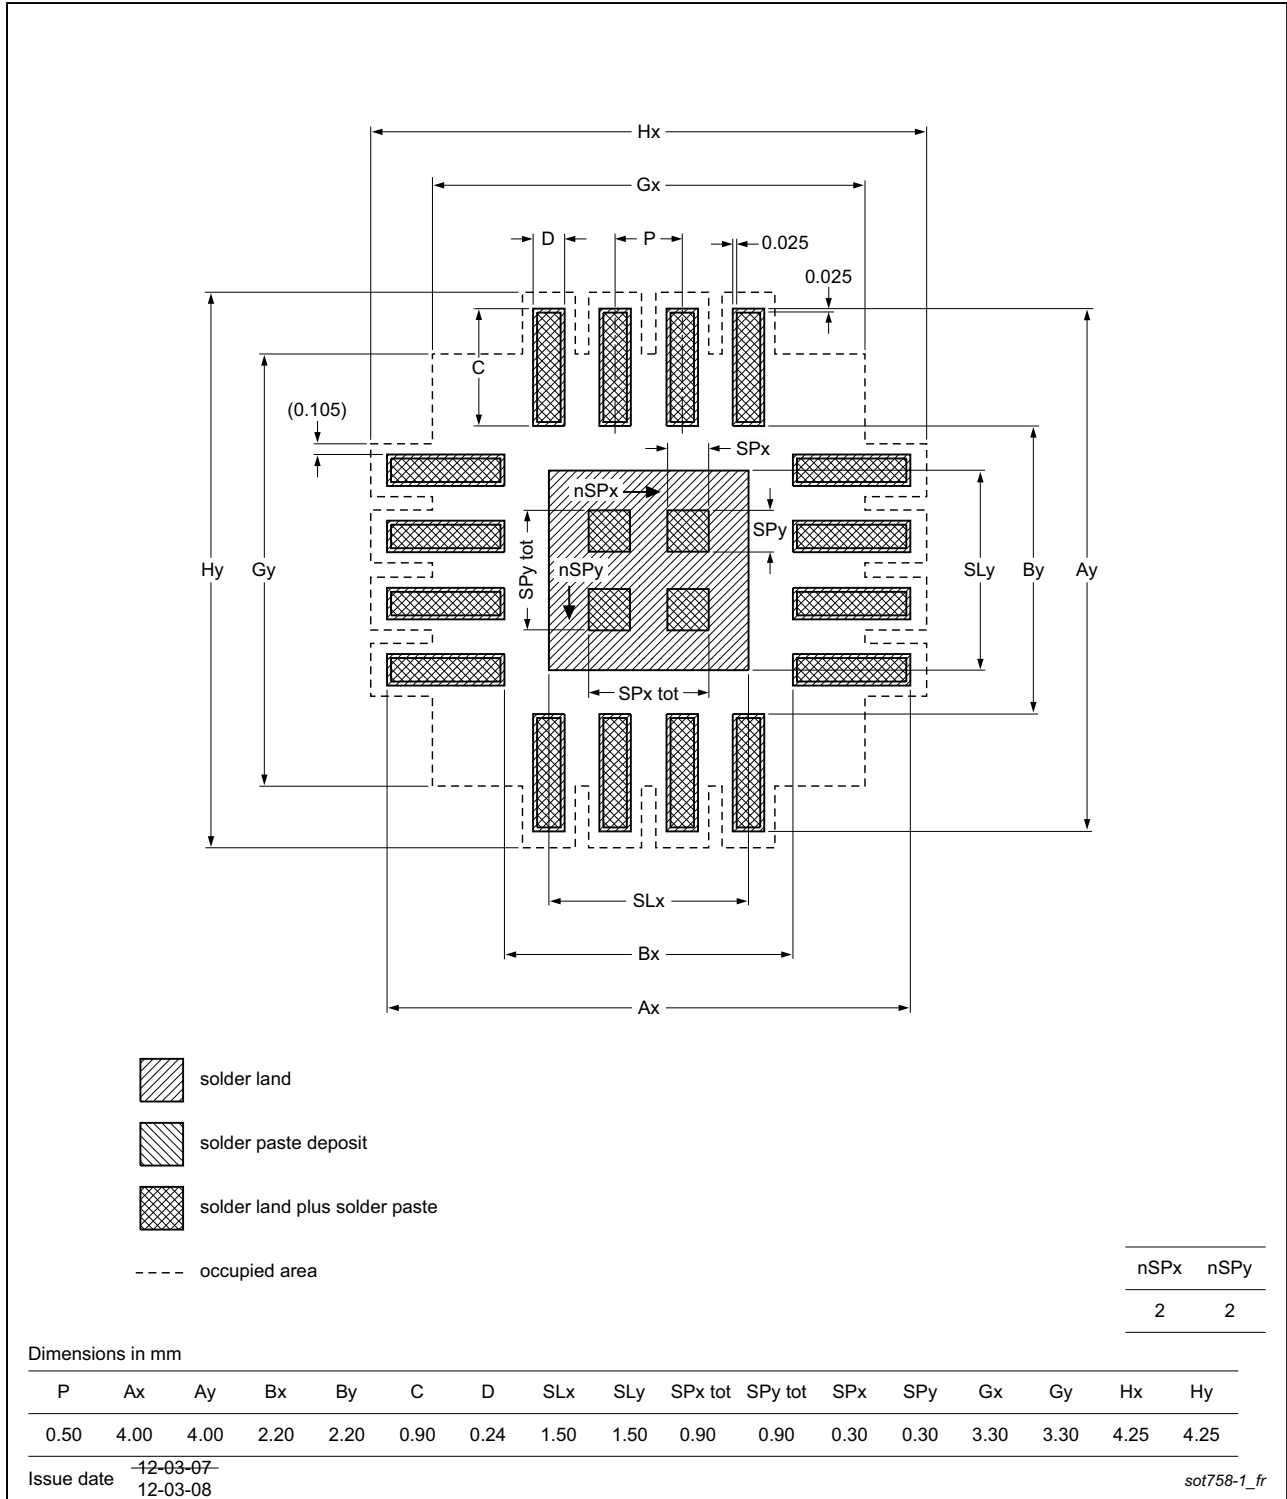 Hx
Gx
D
P
0.025
0.025
C
(0.105)
SPx
nSPx
SPy
SPy tot
nSPy
Hy
Gy
SLy
By
Ay
SPx tot
SLx
Bx
Ax
solder land
solder paste deposit
solder land plus solder paste
occupied area
nSPx nSPy
2 2
Dimensions in mm
P Ax Ay Bx By C D SLx SLy SPx tot SPy tot SPx SPy Gx Gy Hx Hy
0.50 4.00 4.00 2.20 2.20 0.90 0.24 1.50 1.50 0.90 0.90 0.30 0.30 3.30 3.30 4.25 4.25
Issue date 12-03-07
12-03-08
sot758-1_fr